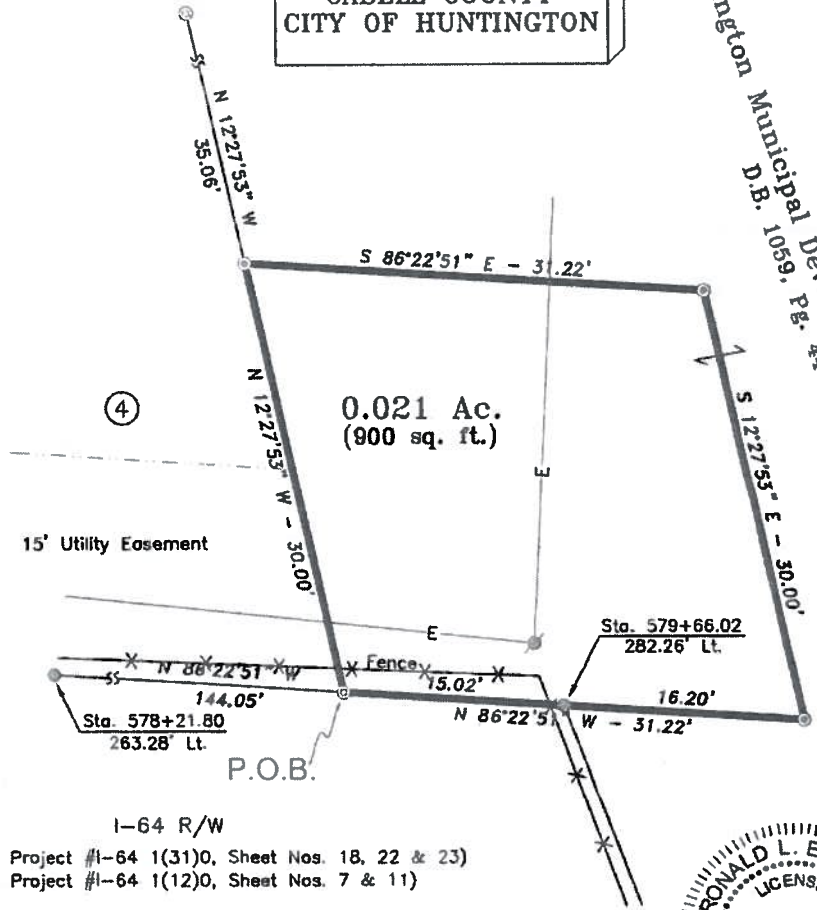 COUNTY
CITY OF HUNTINGTON
Municipal
D.B. 1059, Pg.
N 12°27'53" W
35.06'
S 86°22'51" E - 31.22'
4
0.021 Ac.
(900 sq. ft.)
N 12°27'53" W - 30.00'
S 12°27'53" E - 30.00'
E
15' Utility Easement
E
Sta. 579+66.02
282.26' Lt.
Fence
N 86°22'51" W
144.05'
15.02'
16.20'
N 86°22'51 W - 31.22'
Sta. 578+21.80
263.28' Lt.
P.O.B.
I-64 R/W
Project #I-64 1(31)0, Sheet Nos. 18, 22 & 23)
Project #I-64 1(12)0, Sheet Nos. 7 & 11)
RONALD L.